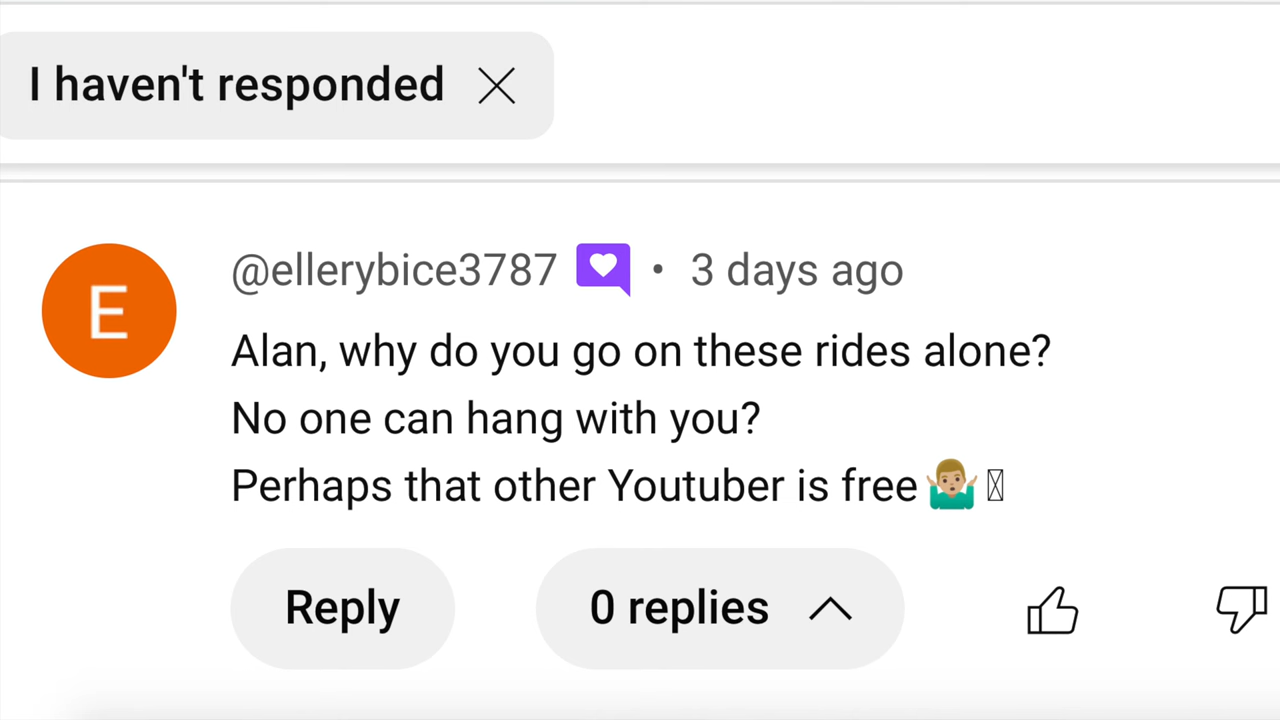 I haven't responded
E
@ellerybice3787 • 3 days ago
Alan, why do you go on these rides alone?
No one can hang with you?
Perhaps that other Youtuber is free🤷🏼‍♂️
Reply
0 replies